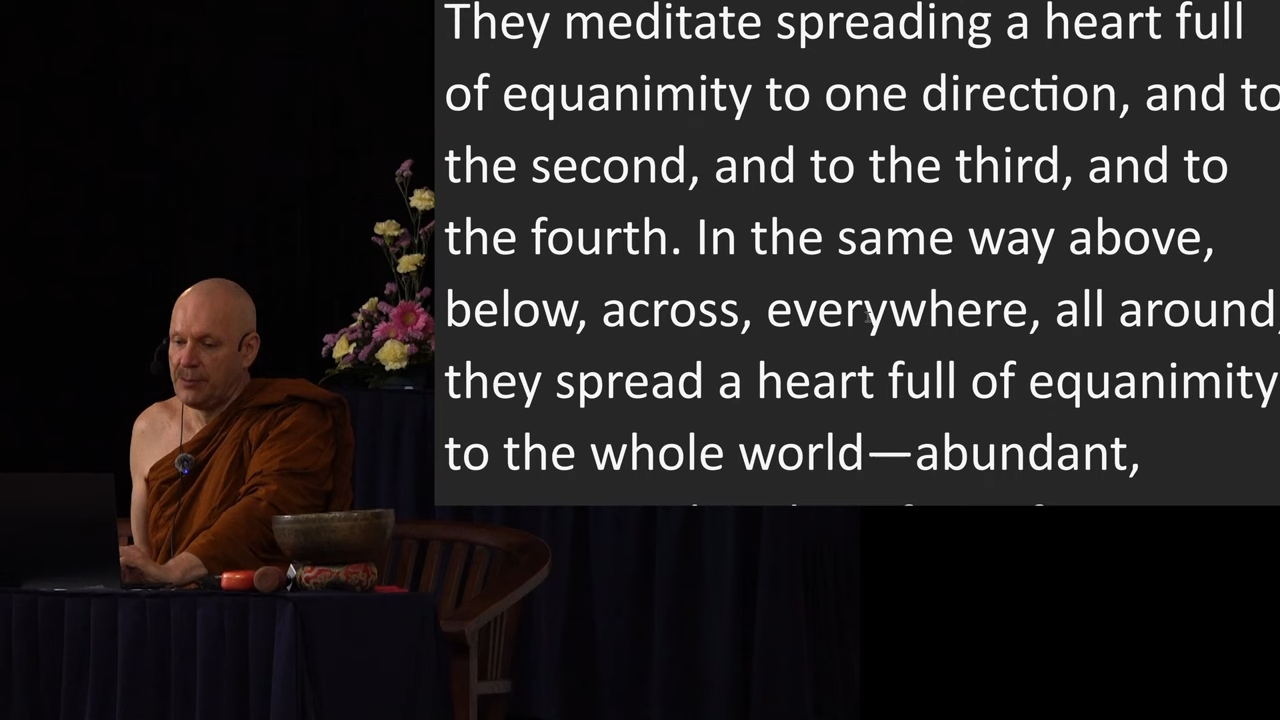 They meditate spreading a heart full
of equanimity to one direction, and to
the second, and to the third, and to
the fourth. In the same way above,
below, across, everywhere, all around,
they spread a heart full of equanimity
to the whole world—abundant,